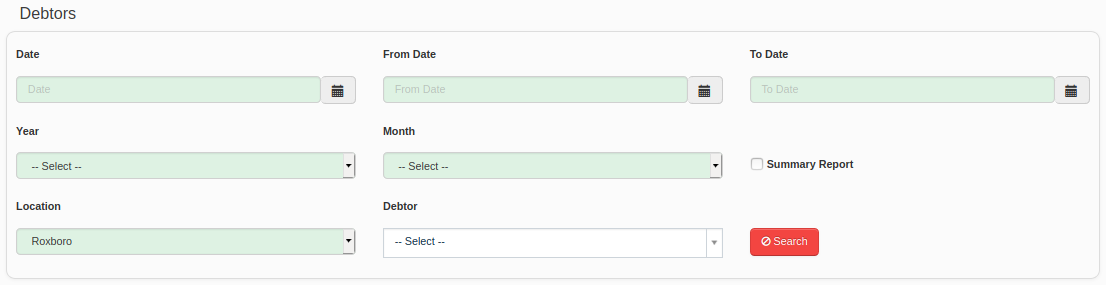 Debtors
Date From Date To Date
Date From Date To Date
Year Month
-- Select -- -- Select -- Summary Report
Location Debtor
Roxboro -- Select -- Search